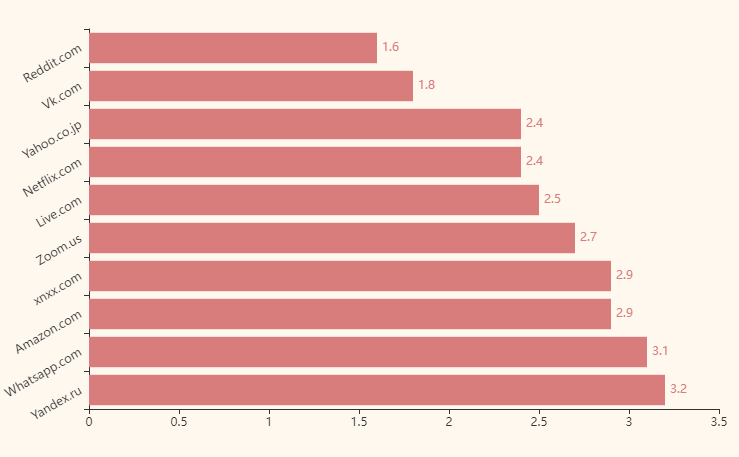 Reddit.com 1.6
Vk.com 1.8
Yahoo.co.jp 2.4
Netflix.com 2.4
Live.com 2.5
Zoom.us 2.7
xnxx.com 2.9
Amazon.com 2.9
Whatsapp.com 3.1
Yandex.ru 3.2
0 0.5 1 1.5 2 2.5 3 3.5